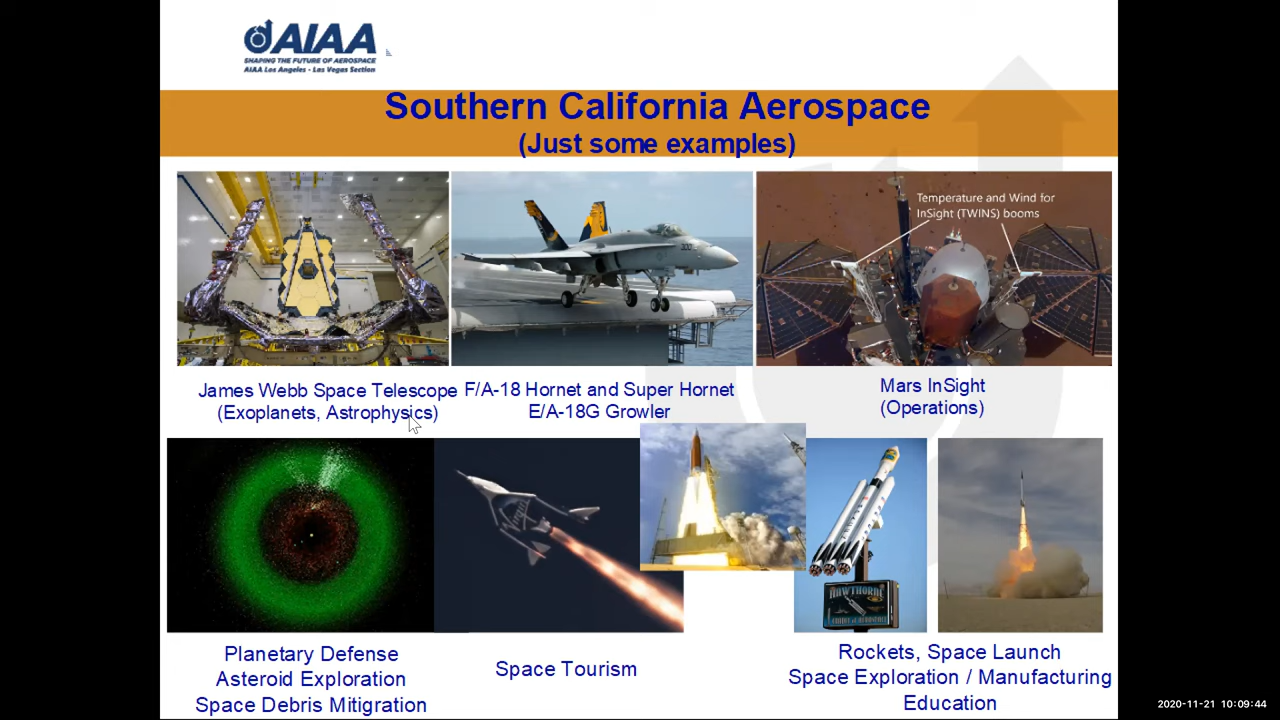 AIAA
SHAPING THE FUTURE OF AEROSPACE
AIAA Los Angeles - Las Vegas Section
Southern California Aerospace
(Just some examples)
Temperature and Wind for
InSight (TWINS) booms
James Webb Space Telescope
(Exoplanets, Astrophysics)
F/A-18 Hornet and Super Hornet
E/A-18G Growler
Mars InSight
(Operations)
HAWTHORNE
Planetary Defense
Asteroid Exploration
Space Debris Mitigration
Space Tourism
Rockets, Space Launch
Space Exploration / Manufacturing
Education
2020-11-21 10:09:44